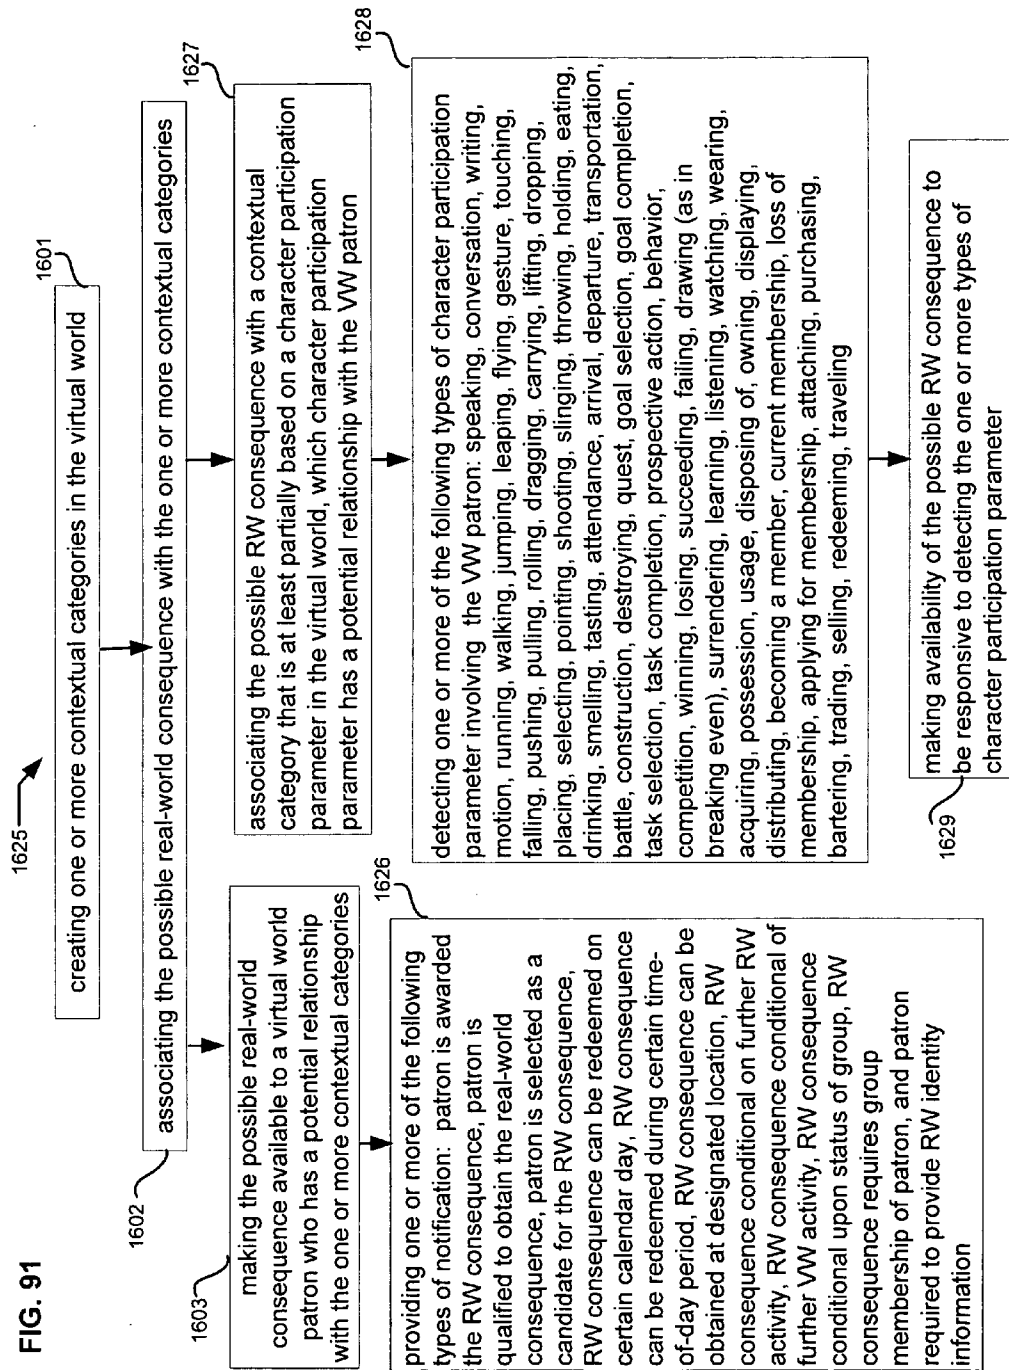 FIG. 91
1625
creating one or more contextual categories in the virtual world
1601
associating the possible real-world consequence with the one or more contextual categories
1602
making the possible real-world
consequence available to a virtual world
patron who has a potential relationship
with the one or more contextual categories
1603
providing one or more of the following
types of notification: patron is awarded
the RW consequence, patron is
qualified to obtain the real-world
consequence, patron is selected as a
candidate for the RW consequence,
RW consequence can be redeemed on
certain calendar day, RW consequence
can be redeemed during certain time-
of-day period, RW consequence can be
obtained at designated location, RW
consequence conditional on further RW
activity, RW consequence conditional of
further VW activity, RW consequence
conditional upon status of group, RW
consequence requires group
membership of patron, and patron
required to provide RW identity
information
1626
associating the possible RW consequence with a contextual
category that is at least partially based on a character participation
parameter in the virtual world, which character participation
parameter has a potential relationship with the VW patron
1627
detecting one or more of the following types of character participation
parameter involving the VW patron: speaking, conversation, writing,
motion, running, walking, jumping, leaping, flying, gesture, touching,
falling, pushing, pulling, rolling, dragging, carrying, lifting, dropping,
placing, selecting, pointing, shooting, slinging, throwing, holding, eating,
drinking, smelling, tasting, attendance, arrival, departure, transportation,
battle, construction, destroying, quest, goal selection, goal completion,
task selection, task completion, prospective action, behavior,
competition, winning, losing, succeeding, failing, drawing (as in
breaking even), surrendering, learning, listening, watching, wearing,
acquiring, possession, usage, disposing of, owning, displaying,
distributing, becoming a member, current membership, loss of
membership, applying for membership, attaching, purchasing,
bartering, trading, selling, redeeming, traveling
1628
making availability of the possible RW consequence to
be responsive to detecting the one or more types of
character participation parameter
1629